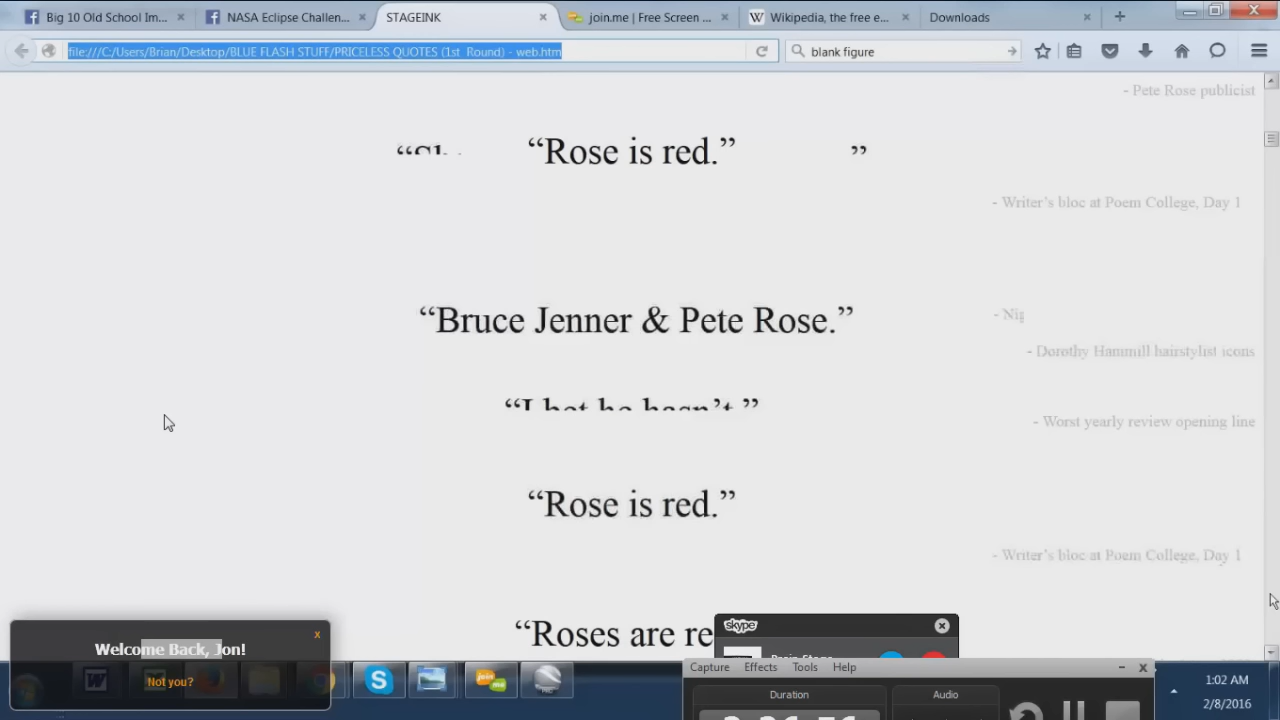 Big 10 Old School Im...
NASA Eclipse Challen...
STAGEINK
join.me | Free Screen ...
Wikipedia, the free e...
Downloads
file:///C:/Users/Brian/Desktop/BLUE FLASH STUFF/PRICELESS QUOTES (1st Round) - web.htm
blank figure
- Pete Rose publicist
“Rose is red.” ”
- Writer’s bloc at Poem College, Day 1
“Bruce Jenner & Pete Rose.”
- Dorothy Hammill hairstylist icons
“I bet he hasn’t.”
- Worst yearly review opening line
“Rose is red.”
- Writer’s bloc at Poem College, Day 1
“Roses are re
skype
Welcome Back, Jon!
Not you?
Capture Effects Tools Help
Duration
Audio
1:02 AM
2/8/2016